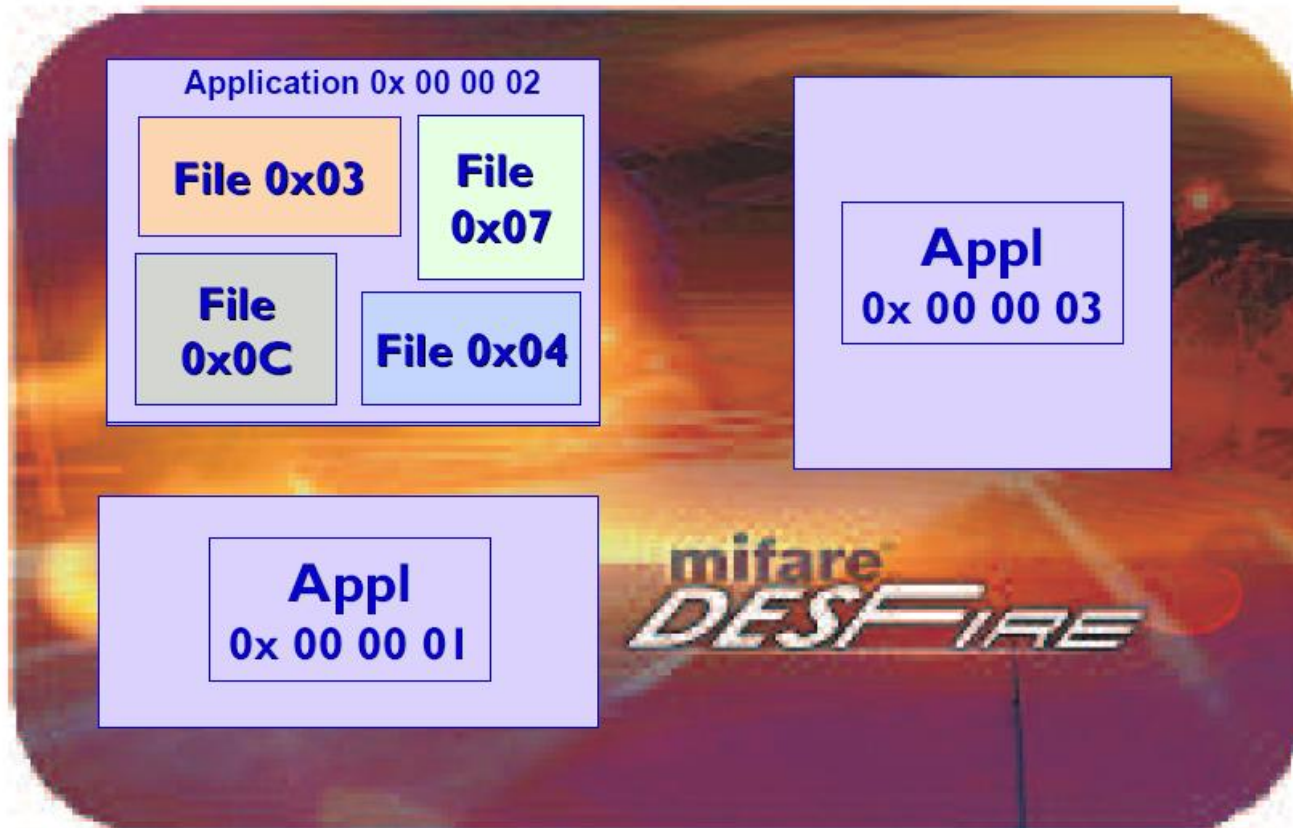 Application 0x 00 00 02
File 0x03
File
0x07
File
0x0C
File 0x04
Appl
0x 00 00 03
Appl
0x 00 00 01
mifare
DESFIRE